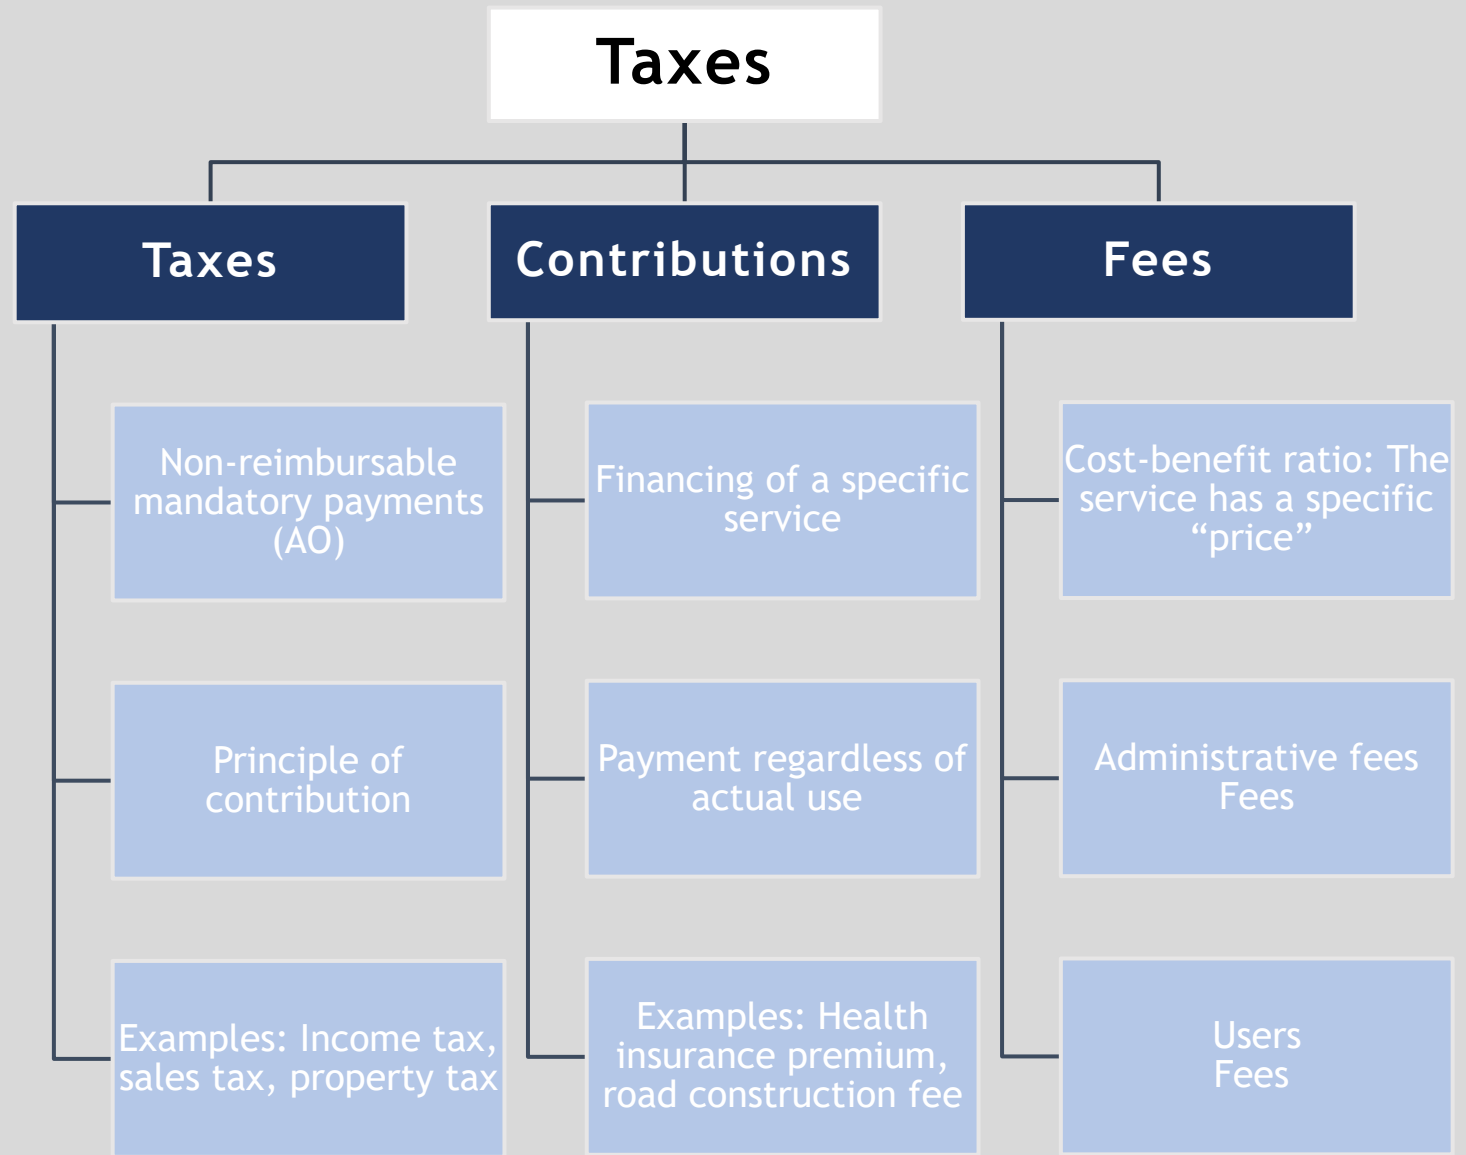 Taxes
Taxes
Contributions
Fees
Non-reimbursable
mandatory payments
(AO)
Principle of
contribution
Examples: Income tax,
sales tax, property tax
Financing of a specific
service
Payment regardless of
actual use
Examples: Health
insurance premium,
road construction fee
Cost-benefit ratio: The
service has a specific
“price”
Administrative fees
Fees
Users
Fees